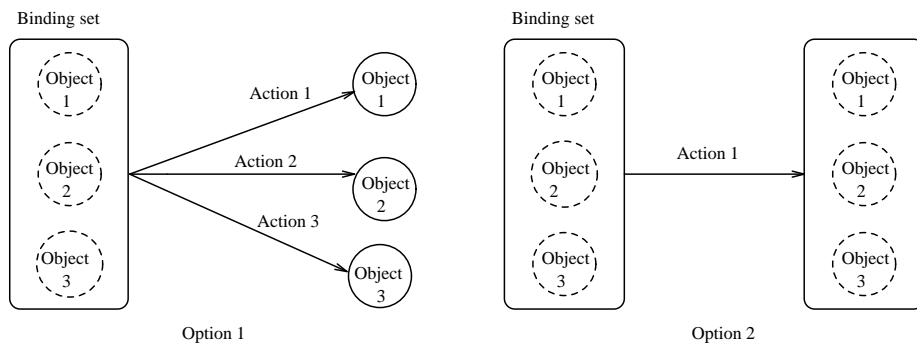 Binding set
Object
1
Object
2
Object
3
Action 1
Action 2
Action 3
Object
1
Object
2
Object
3
Option 1
Binding set
Object
1
Object
2
Object
3
Action 1
Object
1
Object
2
Object
3
Option 2